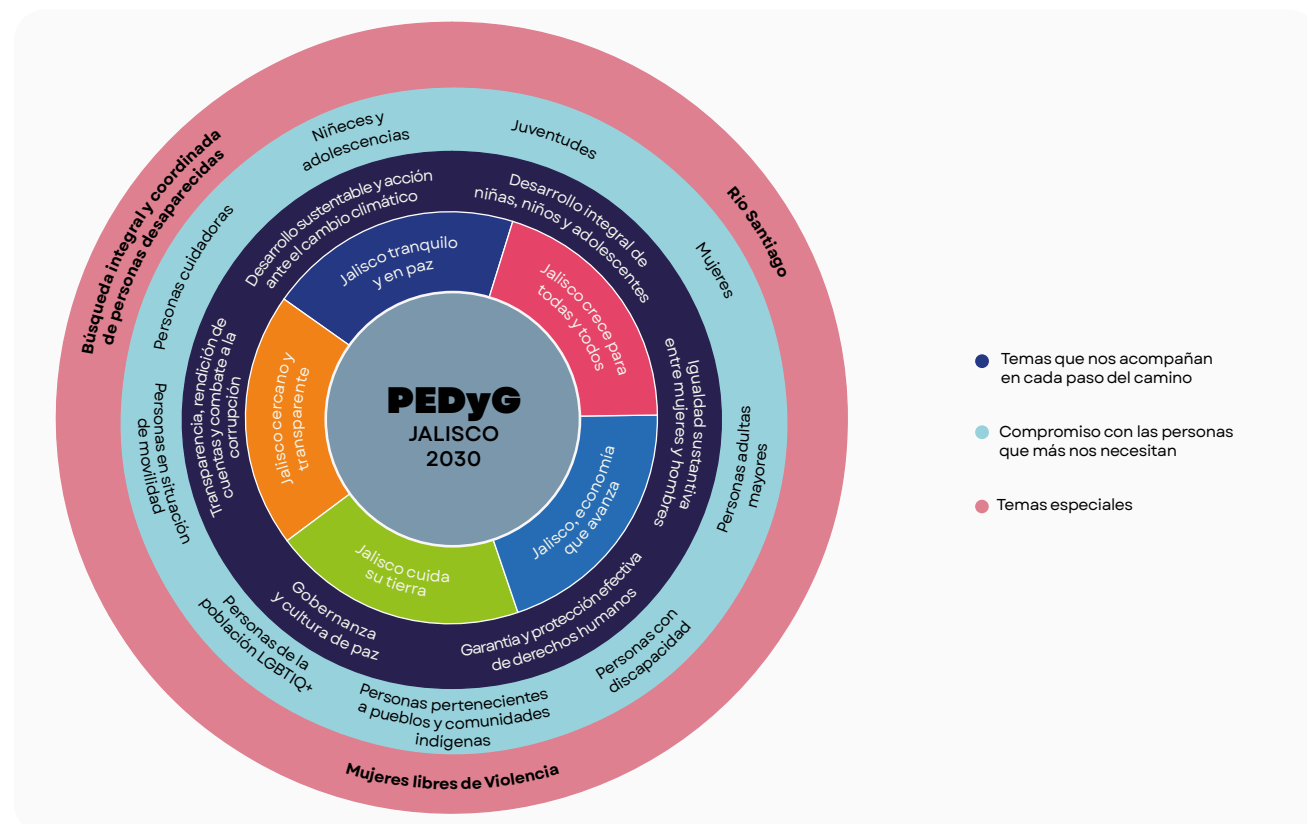 PEDyG
JALISCO
2030
Jalisco tranquilo
y en paz
Jalisco crece para
todas y todos
Jalisco, economía
que avanza
Jalisco cuida
su tierra
Jalisco cercano y
transparente
Desarrollo sustentable y acción
ante el cambio climático
Desarrollo integral de
niñas, niños y adolescentes
Igualdad sustantiva
entre mujeres y hombres
Garantía y protección efectiva
de derechos humanos
Gobernanza
y cultura de paz
Transparencia, rendición de
cuentas y combate a la
corrupción
Niñeces y
adolescencias
Juventudes
Mujeres
Personas adultas
mayores
Personas con
discapacidad
Personas pertenecientes
a pueblos y comunidades
indígenas
Personas de la
población LGBTIQ+
Personas en situación
de movilidad
Personas cuidadoras
Búsqueda integral y coordinada
de personas desaparecidas
Río Santiago
Mujeres libres de Violencia
Temas que nos acompañan
en cada paso del camino
Compromiso con las personas
que más nos necesitan
Temas especiales